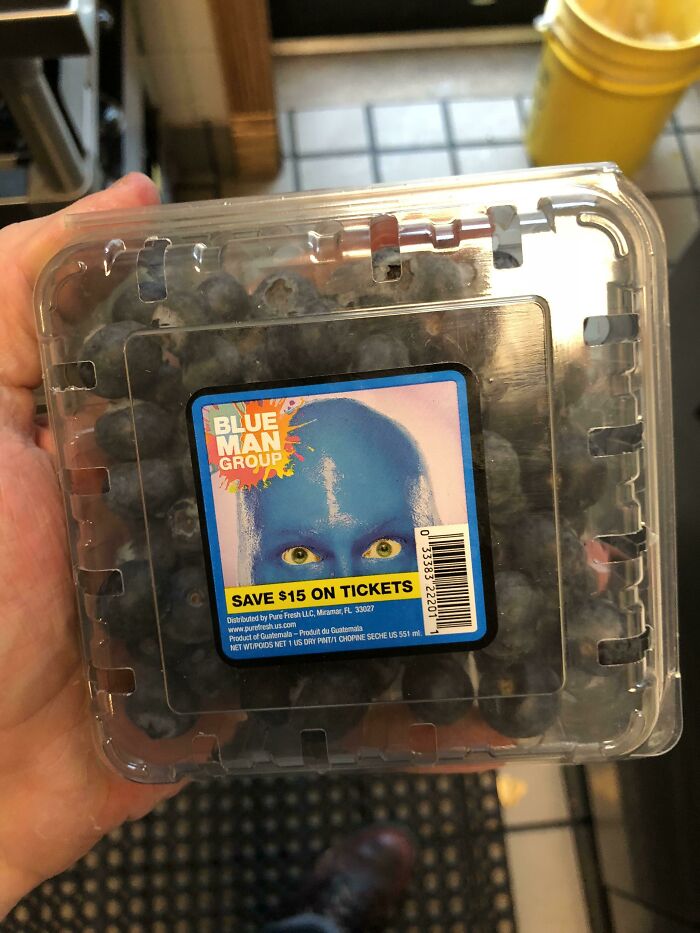 BLUE
MAN
GROUP
SAVE $15 ON TICKETS
Distributed by Pure Fresh LLC, Miramar, FL 33027
www.purefresh.us.com
Product of Guatemala – Produit du Guatemala
NET WT/POIDS NET 1 US DRY PINT/1 CHOPINE SECHE US 551 ml.
0 33383 22201 1